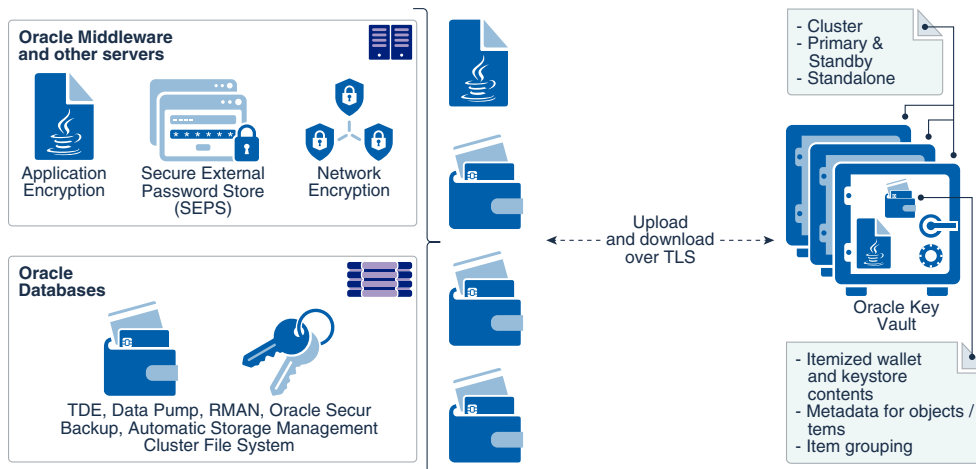 Oracle Middleware
and other servers
Application
Encryption
Secure External
Password Store
(SEPS)
Network
Encryption
Oracle
Databases
TDE, Data Pump, RMAN, Oracle Secur
Backup, Automatic Storage Management
Cluster File System
Upload
and download
over TLS
- Cluster
- Primary &
Standby
- Standalone
Oracle Key
Vault
- Itemized wallet
and keystore
contents
- Metadata for objects /
tems
- Item grouping